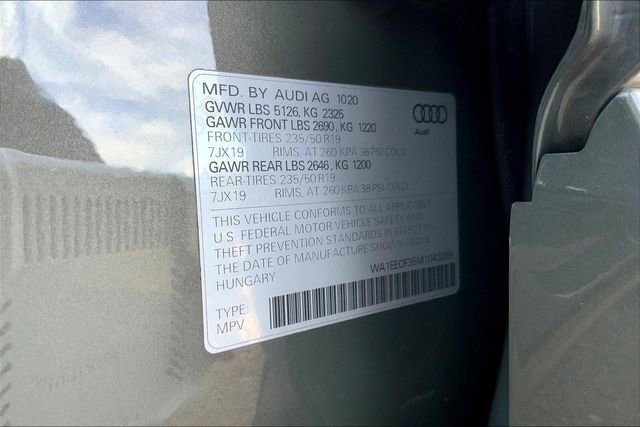 MFD. BY AUDI AG 1020
GVWR LBS 5126, KG 2325
GAWR FRONT LBS 2690, KG 1220
FRONT-TIRES 235/50 R19
7JX19 RIMS, AT 260 KPA 38 PSI COLD
GAWR REAR LBS 2646, KG 1200
REAR-TIRES 235/50 R19
7JX19 RIMS, AT 260 KPA 38 PSI COLD
Audi
THIS VEHICLE CONFORMS TO ALL APPLICABLE
U.S. FEDERAL MOTOR VEHICLE SAFETY AND
THEFT PREVENTION STANDARDS IN EFFECT ON
THE DATE OF MANUFACTURE SHOWN ABOVE.
HUNGARY
WA1EECF35M1042099
TYPE:
MPV